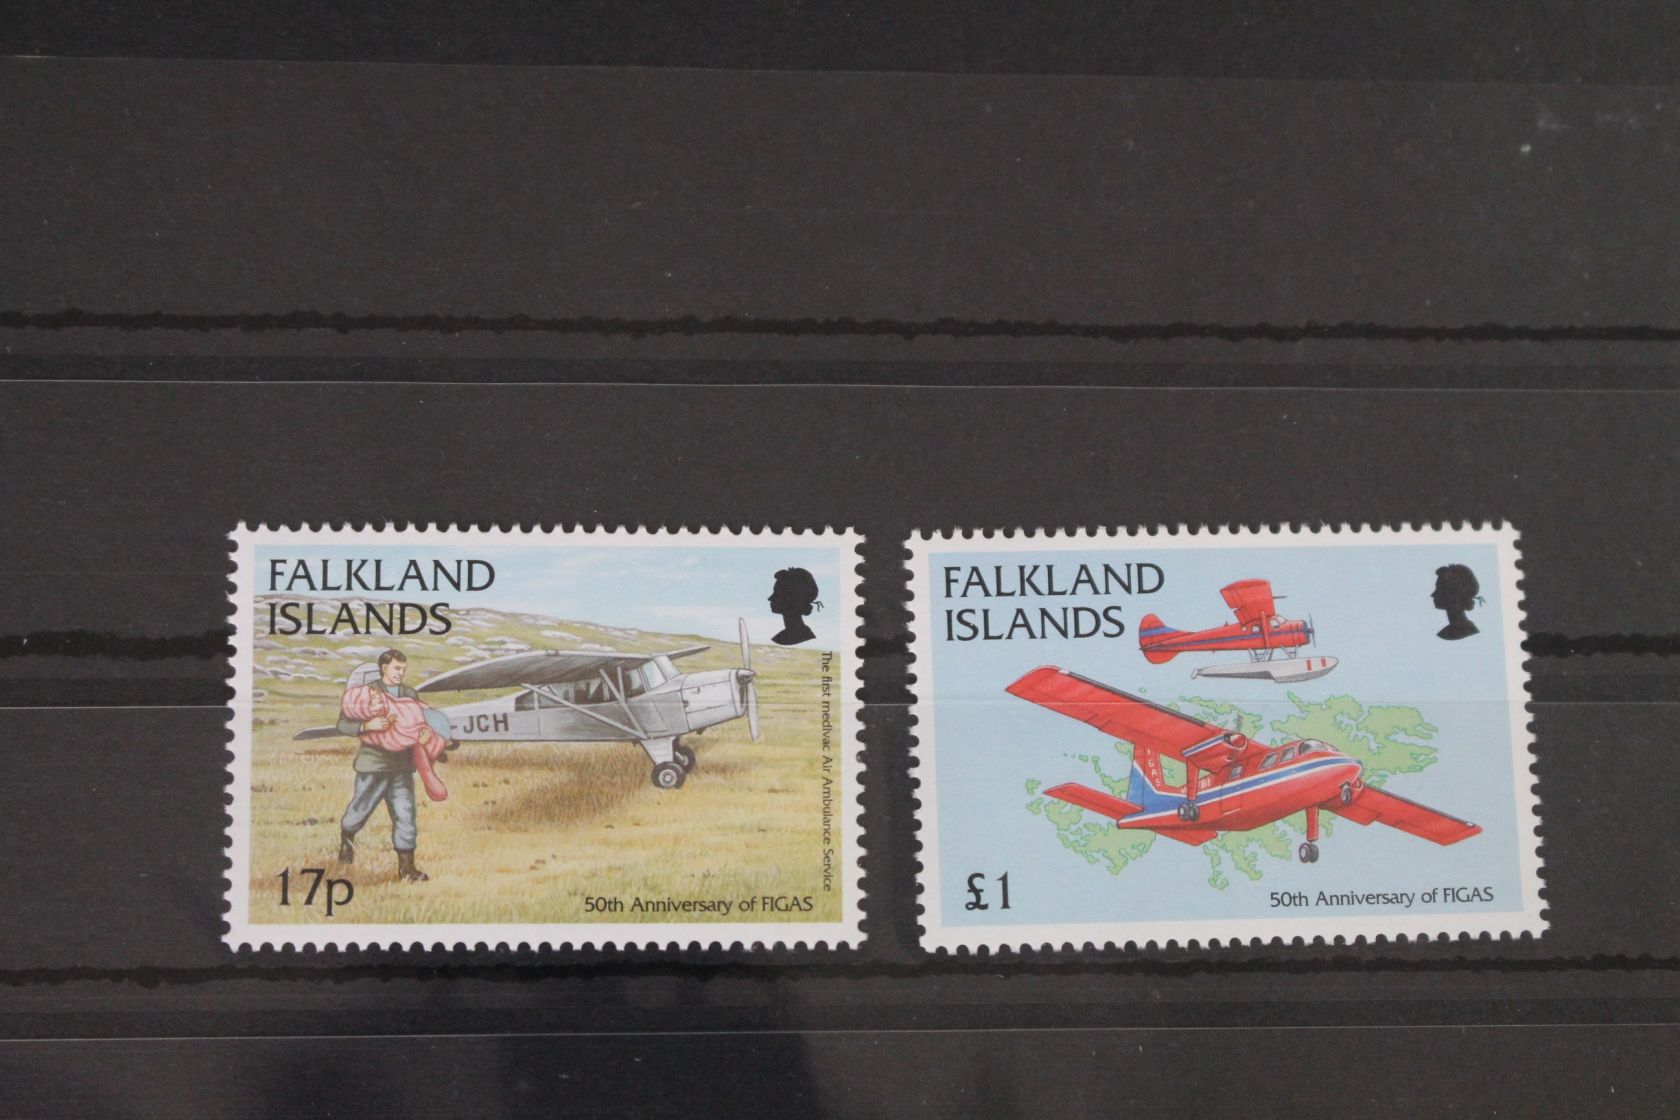 FALKLAND
ISLANDS
-JCH
The first medivac Air Ambulance Service
17p
50th Anniversary of FIGAS
FALKLAND
ISLANDS
£1
50th Anniversary of FIGAS